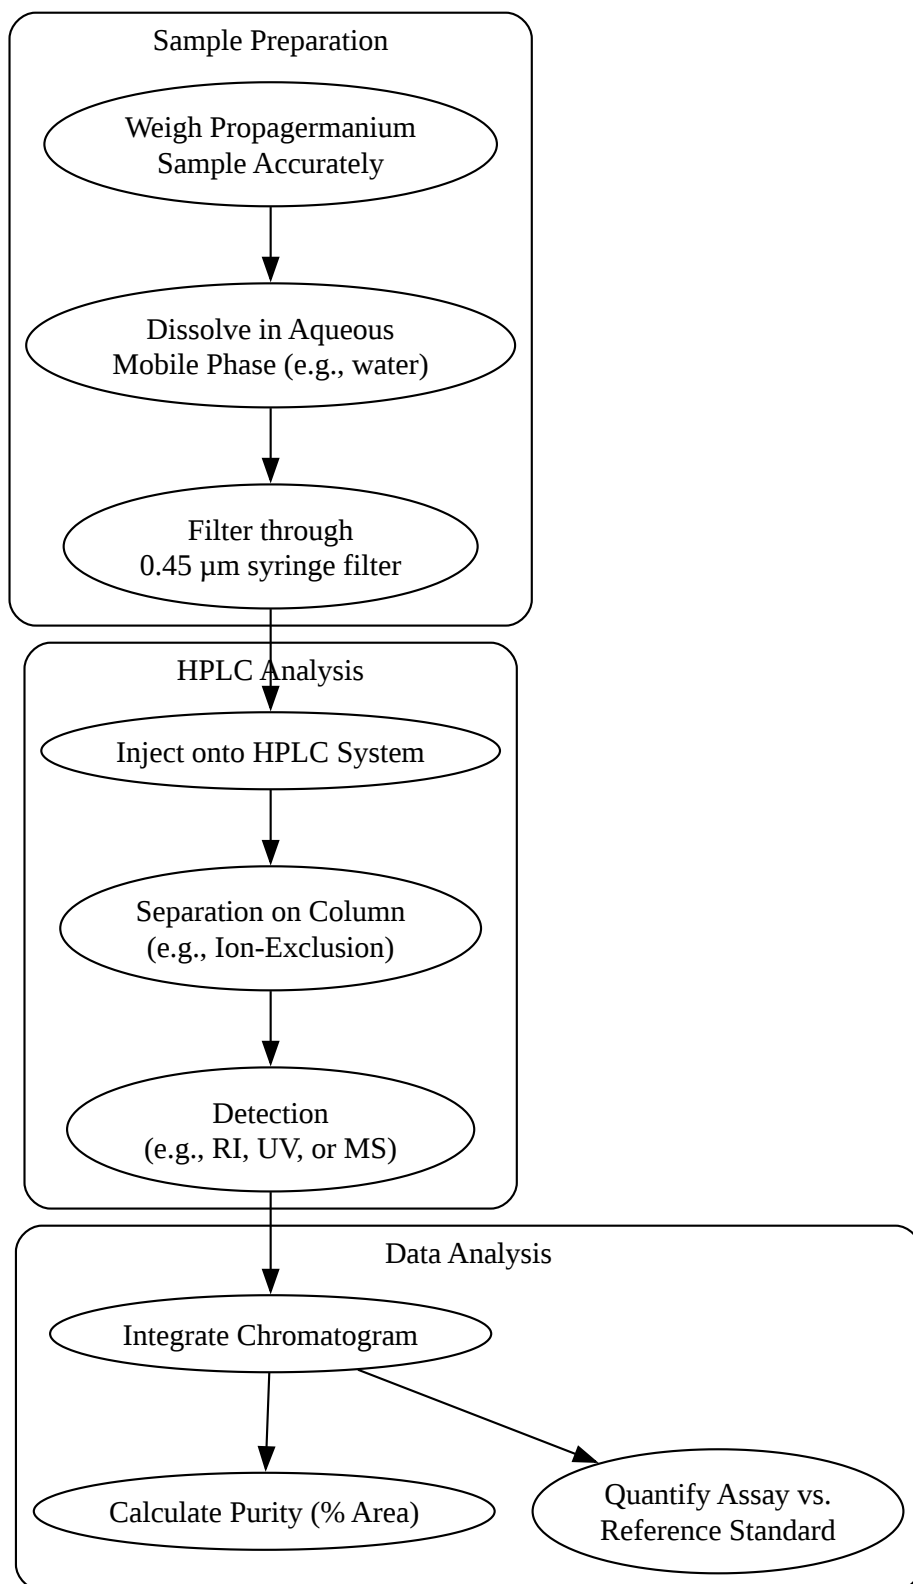 Sample Preparation
Weigh Propagermanium
Sample Accurately
Dissolve in Aqueous
Mobile Phase (e.g., water)
Filter through
0.45 µm syringe filter
HPLC Analysis
Inject onto HPLC System
Separation on Column
(e.g., Ion-Exclusion)
Detection
(e.g., RI, UV, or MS)
Data Analysis
Integrate Chromatogram
Calculate Purity (% Area)
Quantify Assay vs.
Reference Standard